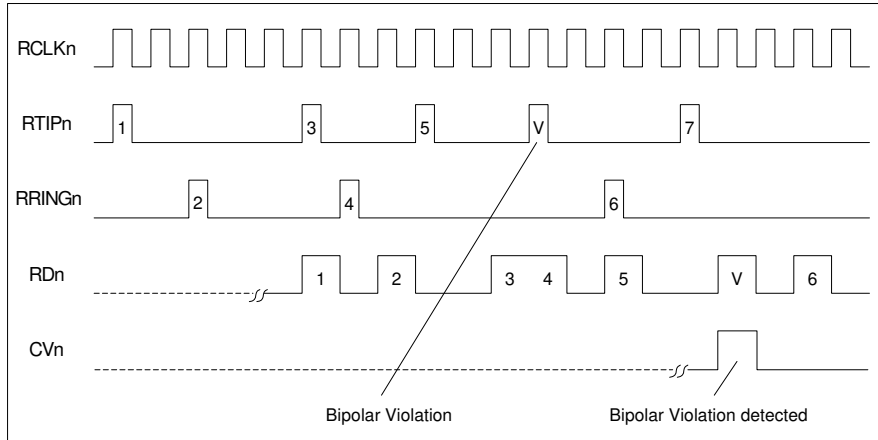 RCLKn
RTIPn
1
3
5
V
7
RRINGn
2
4
6
RDn
1
2
3
4
5
V
6
CVn
Bipolar Violation
Bipolar Violation detected